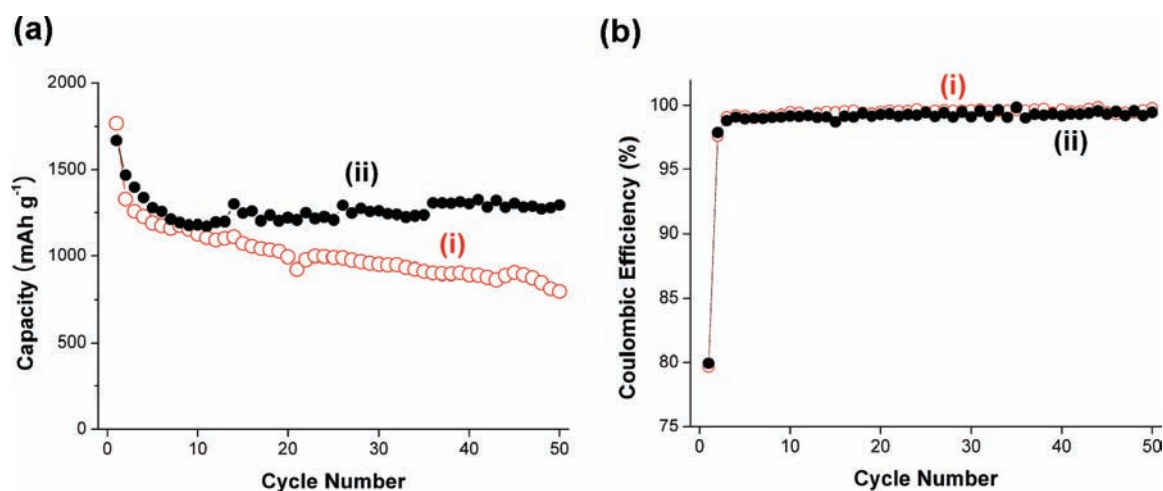 (a)
2000
1500
1000
500
0
Capacity (mAh g⁻¹)
(ii)
(i)
0 10 20 30 40 50
Cycle Number
(b)
100
95
90
85
80
75
Coulombic Efficiency (%)
(i)
(ii)
0 10 20 30 40 50
Cycle Number